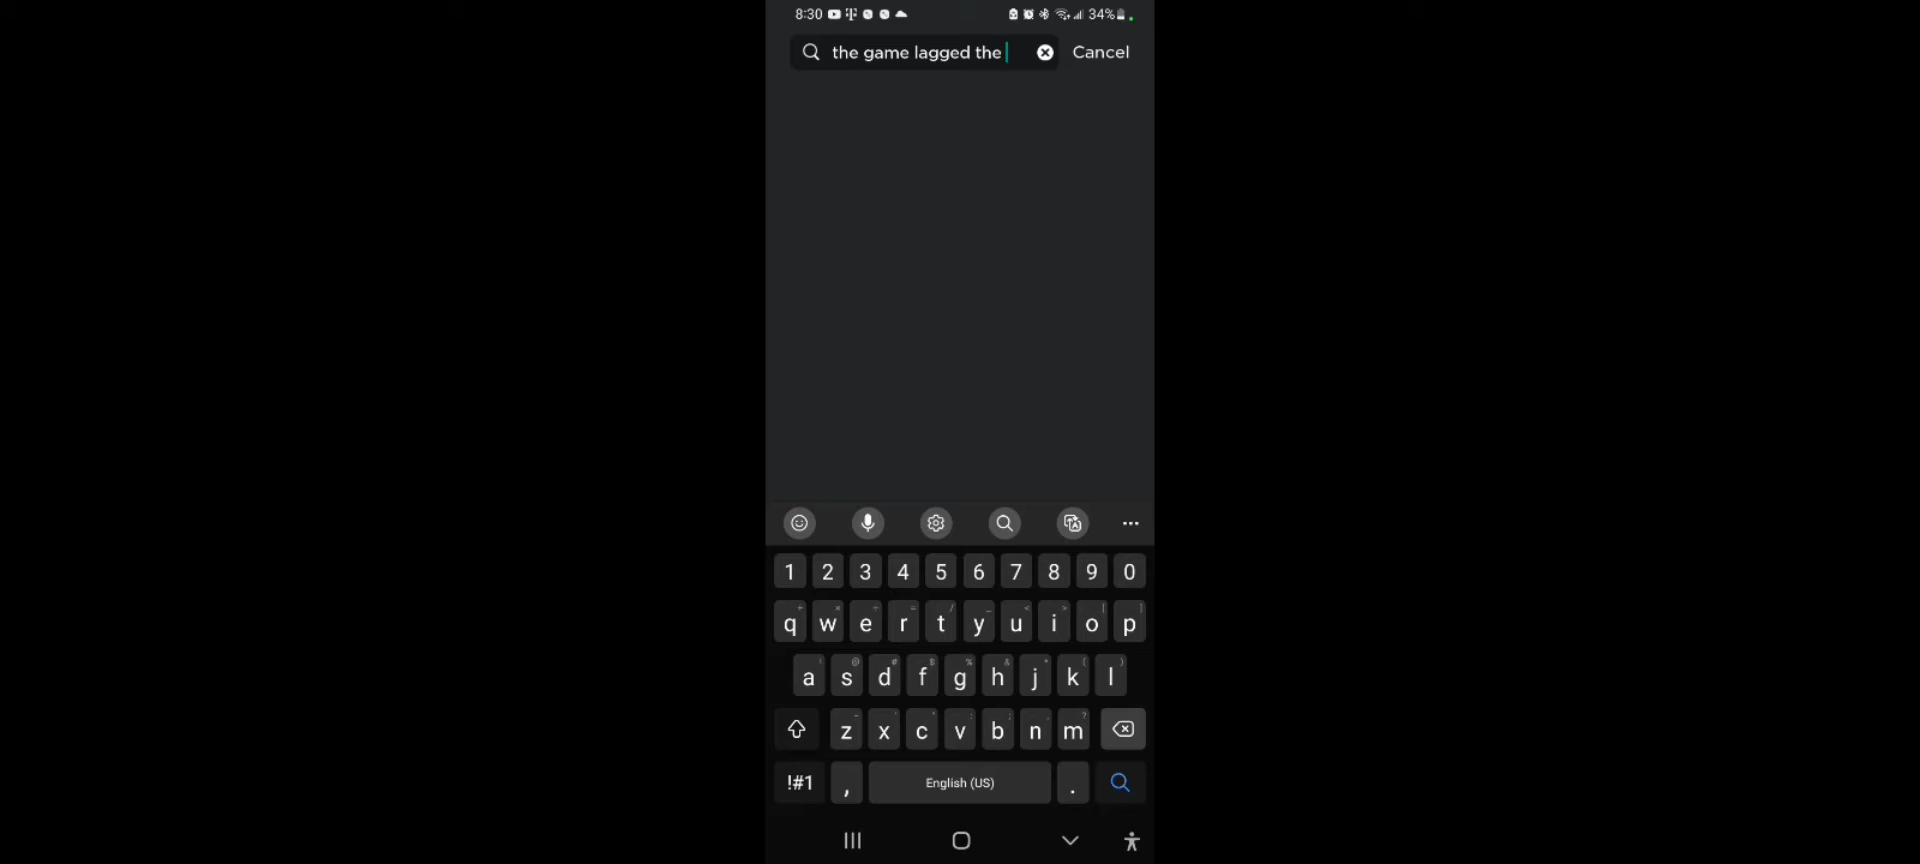 8:30 34%
the game lagged the Cancel
1 2 3 4 5 6 7 8 9 0
q w e r t y u i o p
a s d f g h j k l
z x c v b n m
!#1 , English (US) .